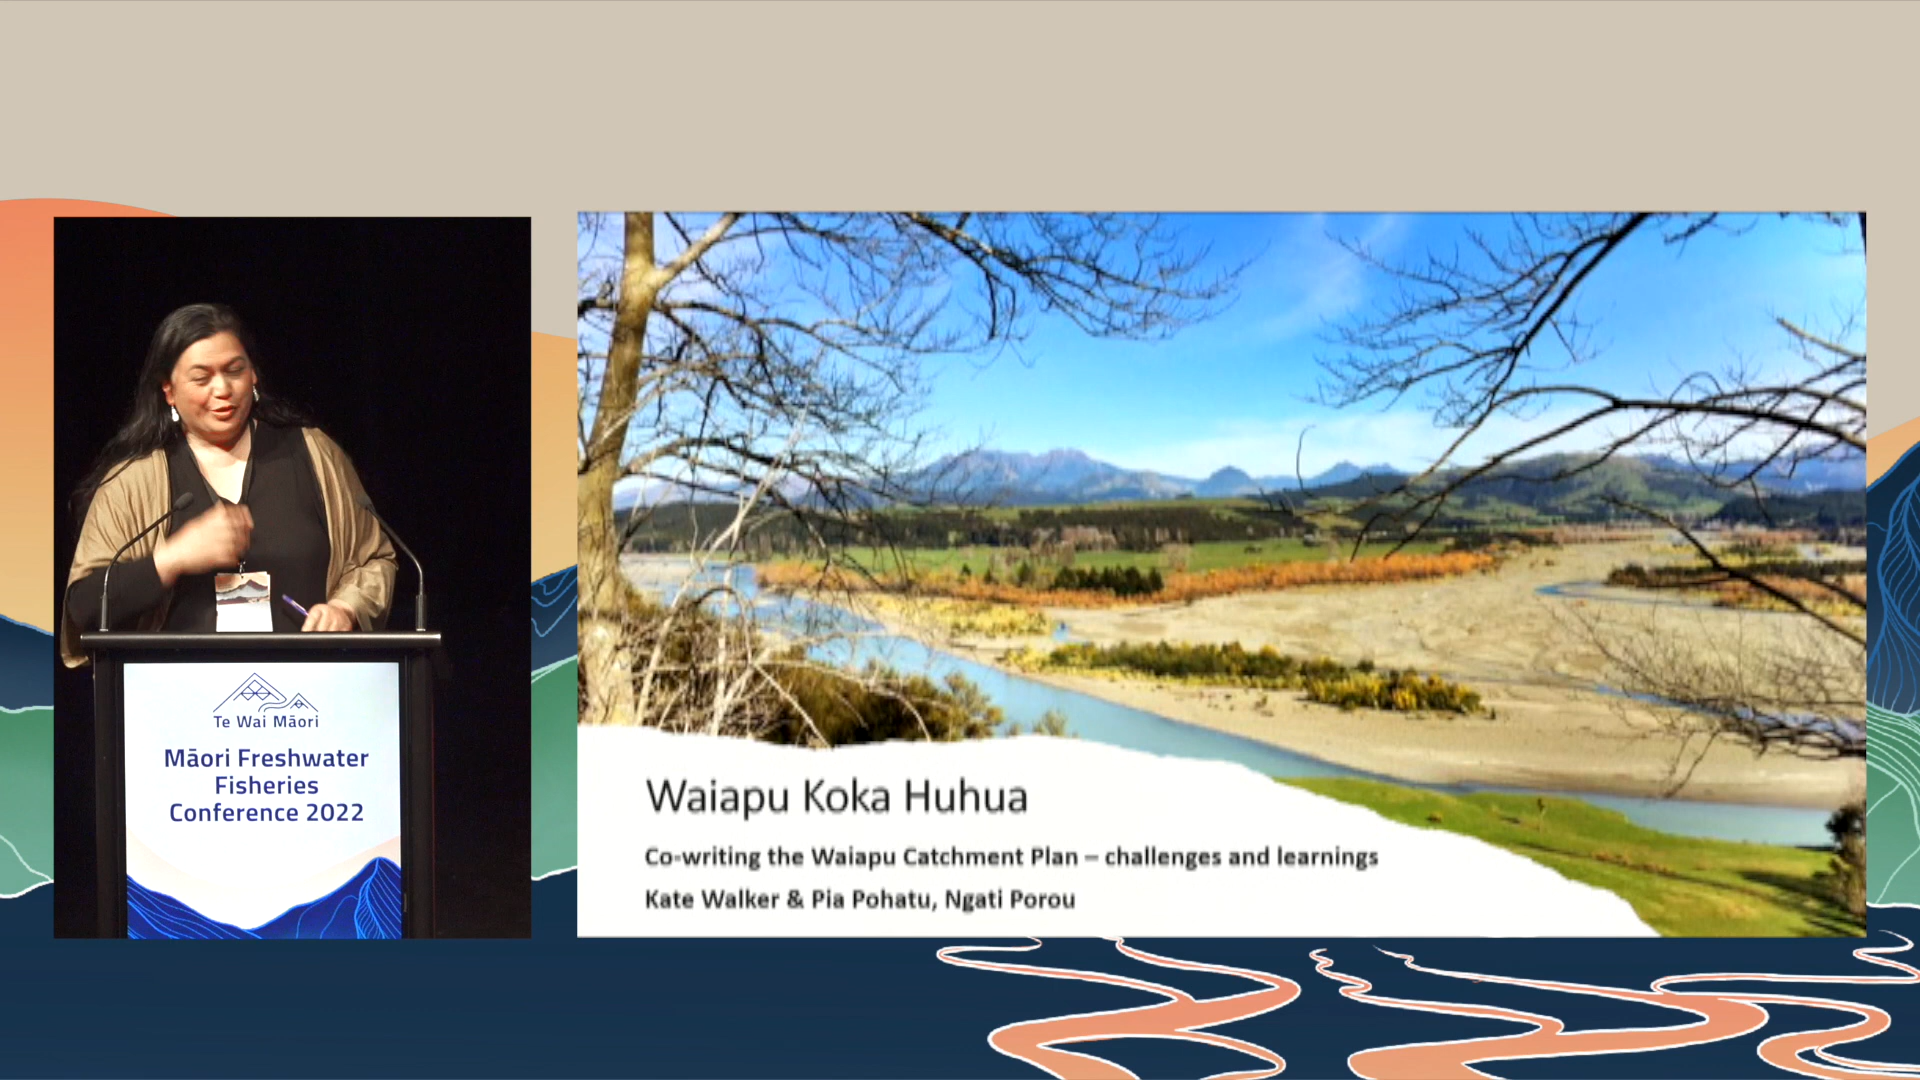 Te Wai Māori
Māori Freshwater
Fisheries
Conference 2022
Waiapu Koka Huhua
Co-writing the Waiapu Catchment Plan – challenges and learnings
Kate Walker & Pia Pohatu, Ngati Porou